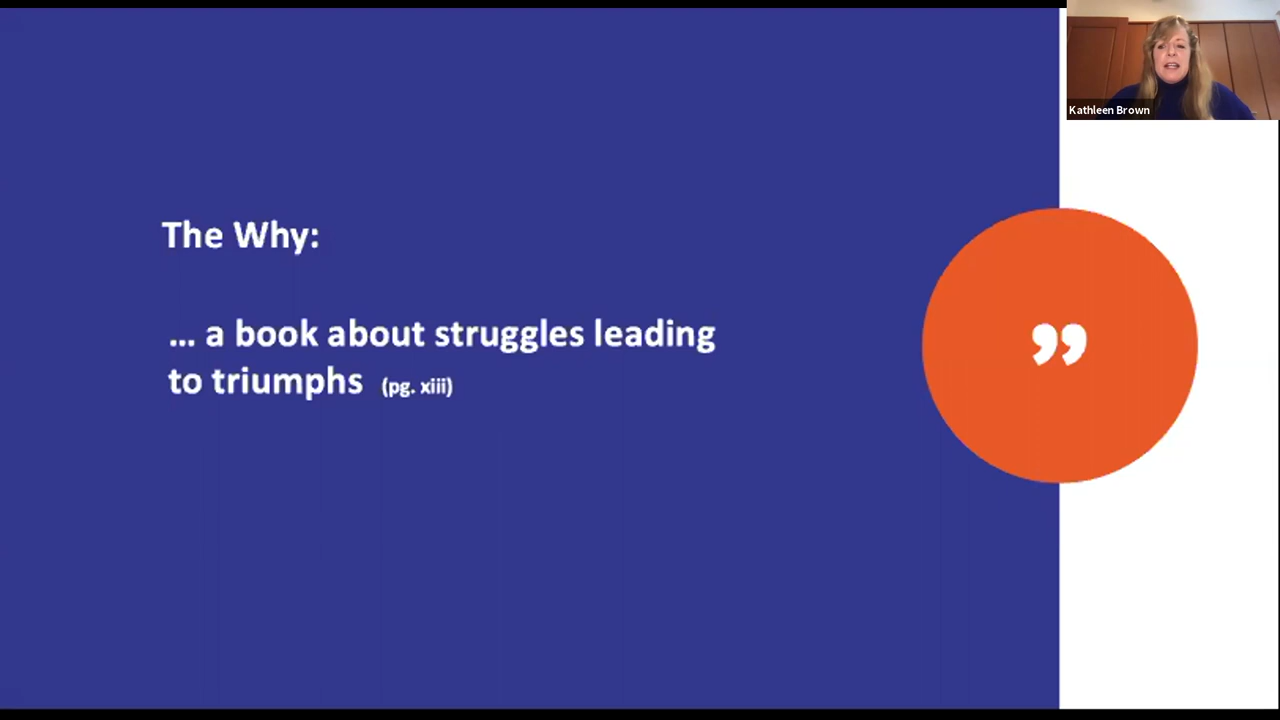 The Why:
... a book about struggles leading
to triumphs (pg. xiii)
”
Kathleen Brown